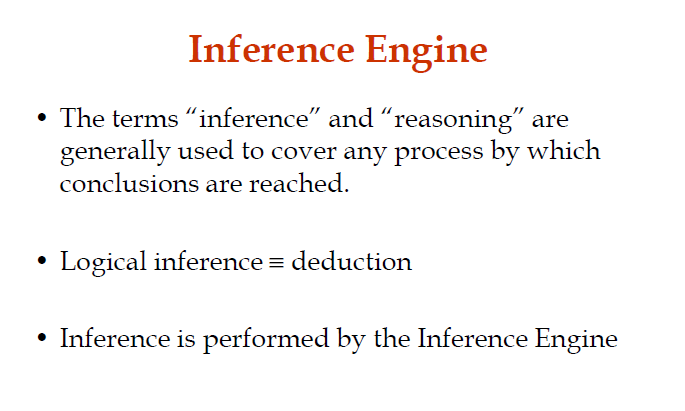 Inference Engine
• The terms “inference” and “reasoning” are
generally used to cover any process by which
conclusions are reached.
• Logical inference ≡ deduction
• Inference is performed by the Inference Engine